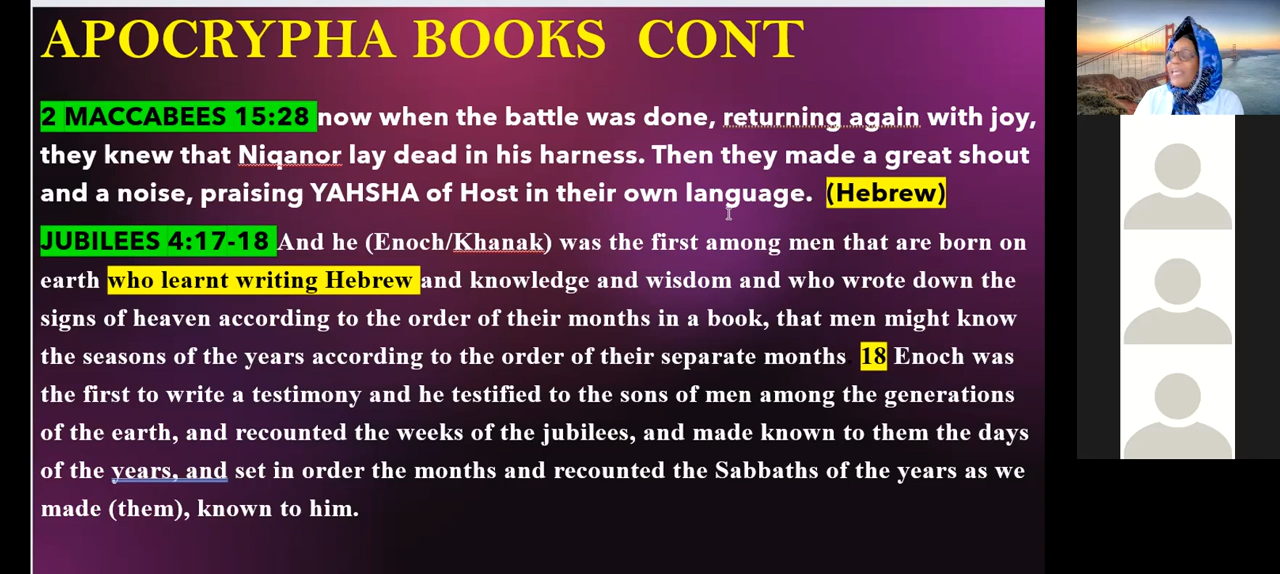 APOCRYPHA BOOKS CONT
2 MACCABEES 15:28 now when the battle was done, returning again with joy,
they knew that Niqanor lay dead in his harness. Then they made a great shout
and a noise, praising YAHSHA of Host in their own language. (Hebrew)
JUBILEES 4:17-18 And he (Enoch/Khanak) was the first among men that are born on
earth who learnt writing Hebrew and knowledge and wisdom and who wrote down the
signs of heaven according to the order of their months in a book, that men might know
the seasons of the years according to the order of their separate months 18 Enoch was
the first to write a testimony and he testified to the sons of men among the generations
of the earth, and recounted the weeks of the jubilees, and made known to them the days
of the years, and set in order the months and recounted the Sabbaths of the years as we
made (them), known to him.